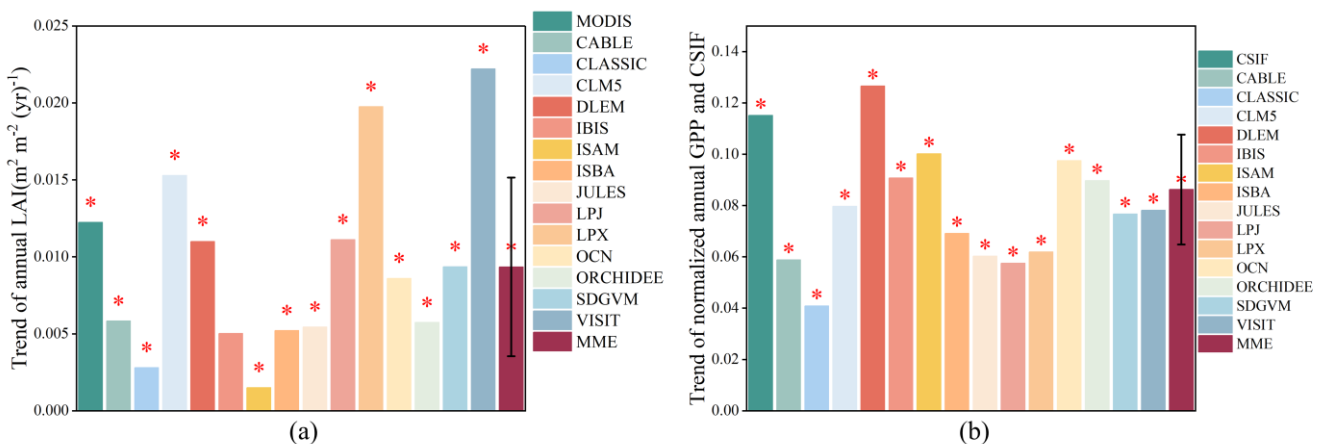 Trend of annual LAI(m² m⁻² (yr)⁻¹)
0.025
0.020
0.015
0.010
0.005
0.000
* * * * * * * * * * * * * * *
MODIS
CABLE
CLASSIC
CLM5
DLEM
IBIS
ISAM
ISBA
JULES
LPJ
LPX
OCN
ORCHIDEE
SDGVM
VISIT
MME
(a)
Trend of normalized annual GPP and CSIF
0.14
0.12
0.10
0.08
0.06
0.04
0.02
0.00
* * * * * * * * * * * * * * * *
CSIF
CABLE
CLASSIC
CLM5
DLEM
IBIS
ISAM
ISBA
JULES
LPJ
LPX
OCN
ORCHIDEE
SDGVM
VISIT
MME
(b)